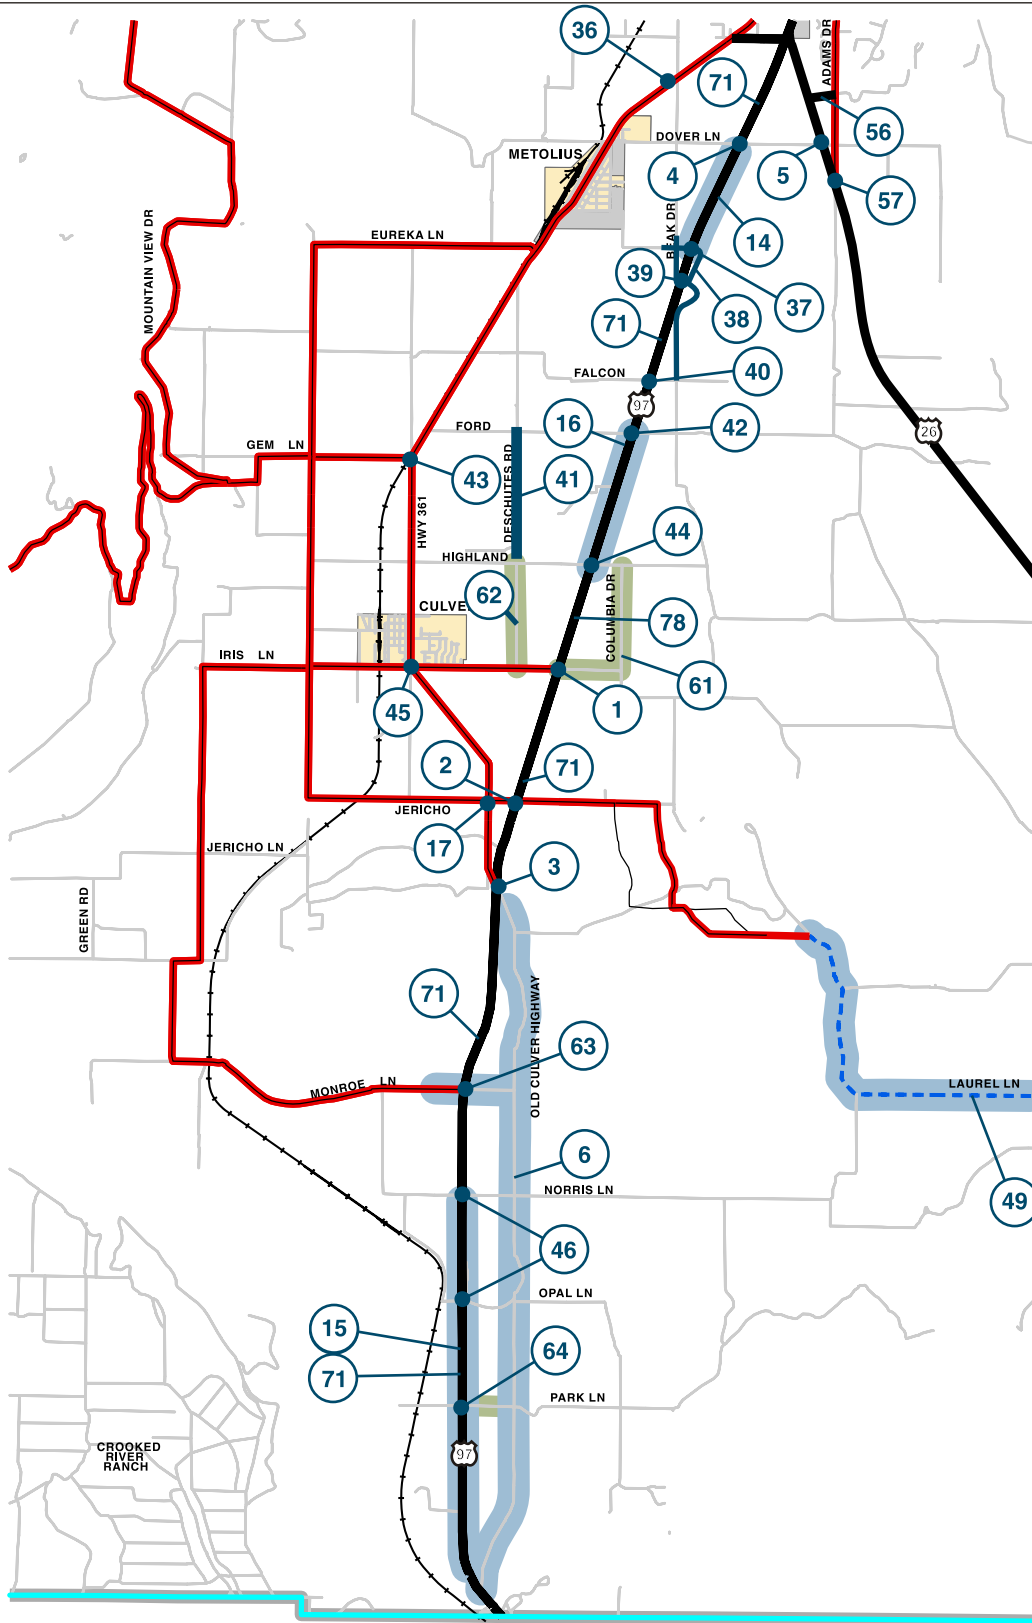 36
71
ADAMS DR
56
DOVER LN
METOLIUS
4
5
57
MOUNTAIN VIEW DR
EUREKA LN
14
39
38
37
71
FALCON
40
97
16
FORD
42
26
GEM LN
43
41
DESCHUTES RD
HWY 361
44
HIGHLAND
62
COLUMBIA DR
78
IRIS LN
61
45
1
2
71
JERICHO
17
JERICHO LN
3
GREEN RD
71
OLD CULVER HIGHWAY
63
MONROE LN
LAUREL LN
6
NORRIS LN
49
46
OPAL LN
15
64
71
PARK LN
97
CROOKED
RIVER
RANCH